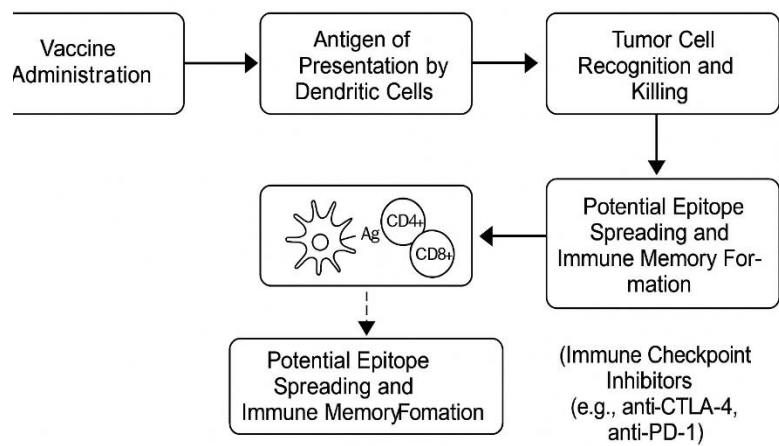 Vaccine
Administration
Antigen of
Presentation by
Dendritic Cells
Tumor Cell
Recognition and
Killing
Potential Epitope
Spreading and
Immune Memory For-
mation
Ag
CD4+
CD8+
Potential Epitope
Spreading and
Immune Memory Fomation
(Immune Checkpoint
Inhibitors
(e.g., anti-CTLA-4,
anti-PD-1)